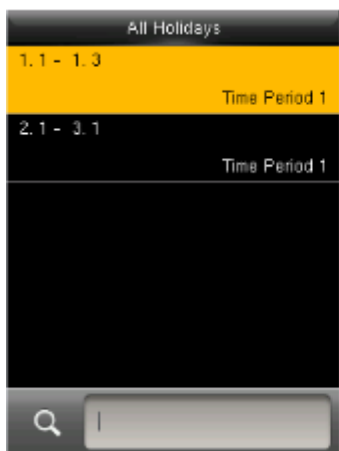 All Holidays
1.1 - 1.3
Time Period 1
2.1 - 3.1
Time Period 1